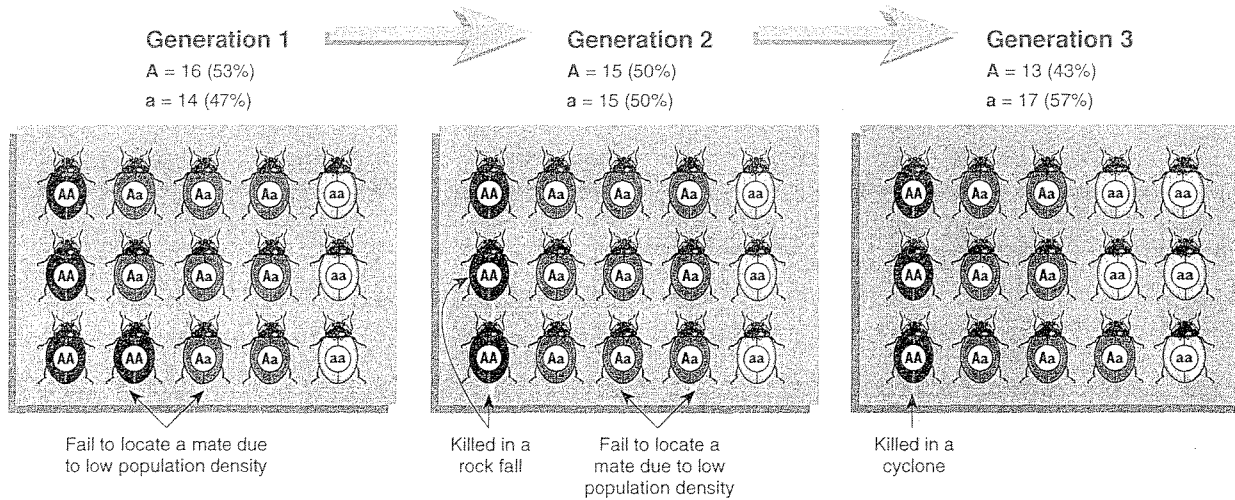 Generation 1
A = 16 (53%)
a = 14 (47%)
Generation 2
A = 15 (50%)
a = 15 (50%)
Generation 3
A = 13 (43%)
a = 17 (57%)
AA Aa Aa Aa aa
AA Aa Aa Aa aa
AA AA Aa Aa aa
AA Aa Aa Aa aa
AA Aa Aa Aa aa
AA Aa Aa Aa aa
AA Aa Aa aa aa
AA Aa Aa aa aa
AA Aa Aa Aa aa
Fail to locate a mate due
to low population density
Killed in a
rock fall
Fail to locate a
mate due to low
population density
Killed in a
cyclone